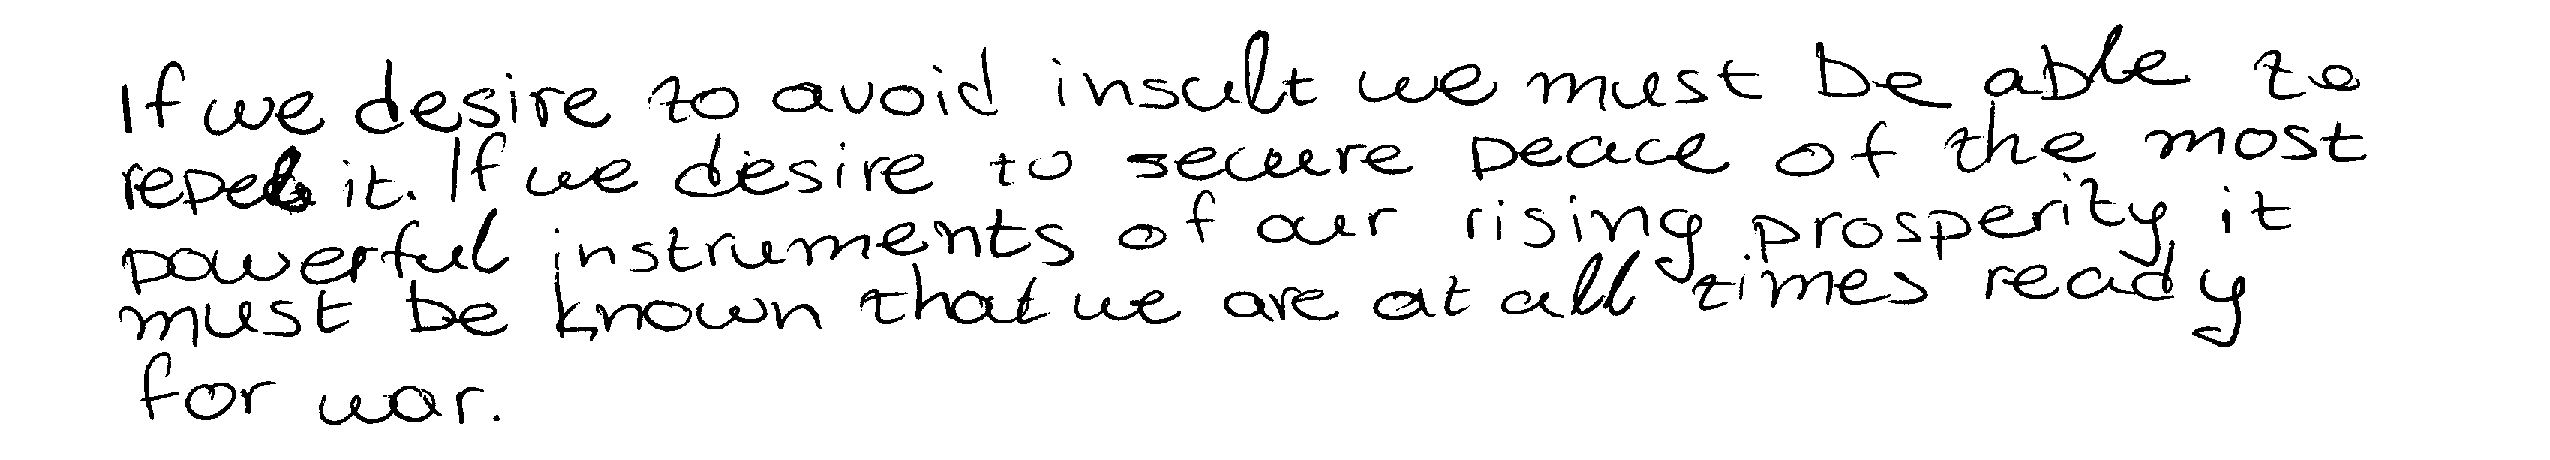 If we desire to avoid insult we must be able to
repel it. If we desire to secure peace of the most
powerful instruments of our rising prosperity it
must be known that we are at all times ready
for war.